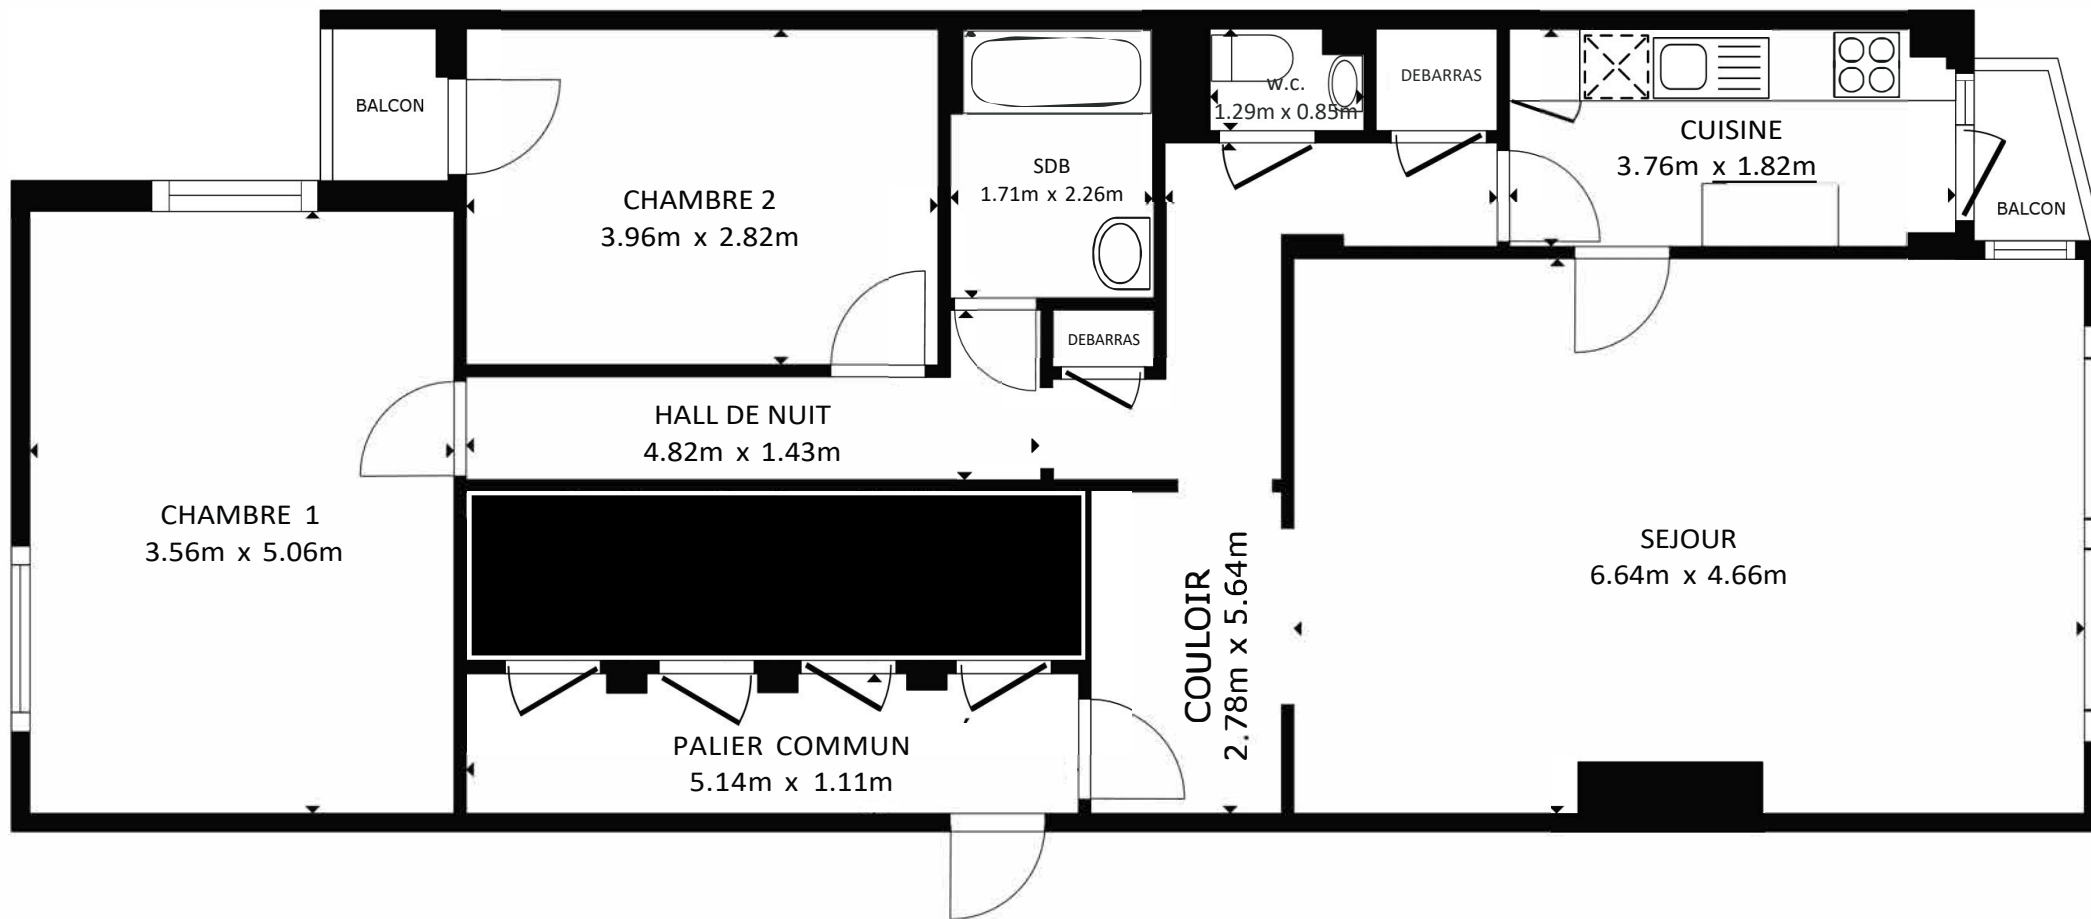 BALCON
CHAMBRE 2
3.96m x 2.82m
SDB
1.71m x 2.26m
w.c.
1.29m x 0.85m
DEBARRAS
CUISINE
3.76m x 1.82m
BALCON
DEBARRAS
HALL DE NUIT
4.82m x 1.43m
CHAMBRE 1
3.56m x 5.06m
COULOIR
2.78m x 5.64m
SEJOUR
6.64m x 4.66m
PALIER COMMUN
5.14m x 1.11m